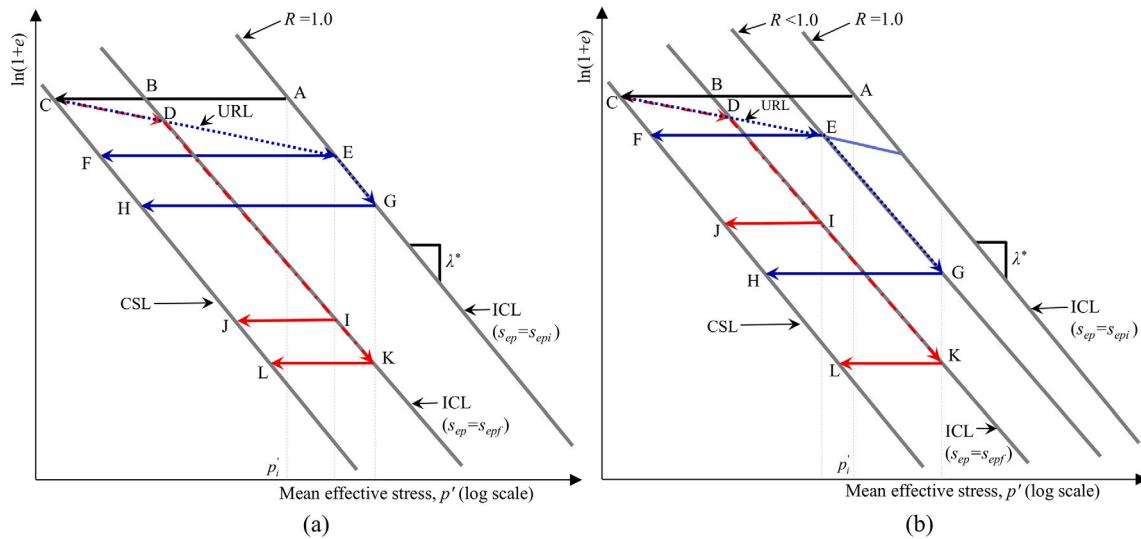 R =1.0
ln(1+e)
B
A
C
D
URL
F
E
H
G
λ*
CSL
ICL
(sep=sepi)
J
I
L
K
ICL
(sep=sepf)
p'i
Mean effective stress, p' (log scale)
(a)
R <1.0
R =1.0
ln(1+e)
B
A
C
D
URL
F
E
I
J
H
G
λ*
CSL
ICL
(sep=sepi)
L
K
ICL
(sep=sepf)
p'i
Mean effective stress, p' (log scale)
(b)